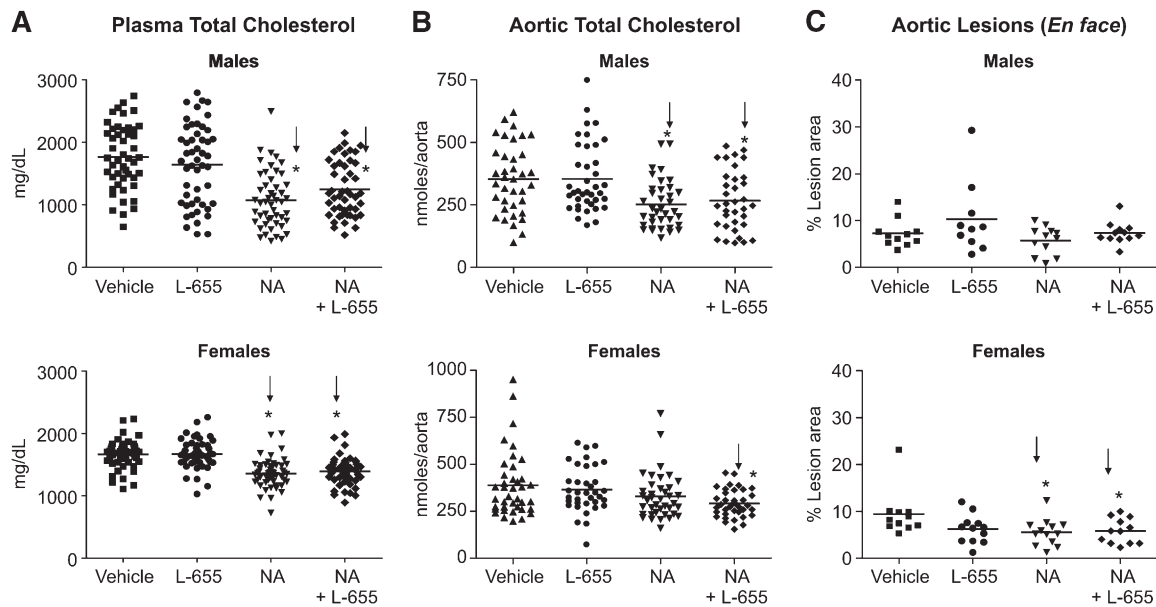 A Plasma Total Cholesterol
Males
3000
2000
1000
0
mg/dL
Vehicle L-655 NA NA
+ L-655
Females
3000
2000
1000
0
mg/dL
* *
* *
Vehicle L-655 NA NA
+ L-655
B Aortic Total Cholesterol
Males
750
500
250
0
nmoles/aorta
* *
Vehicle L-655 NA NA
+ L-655
Females
1000
750
500
250
0
nmoles/aorta
*
Vehicle L-655 NA NA
+ L-655
C Aortic Lesions (En face)
Males
40
30
20
10
0
% Lesion area
Vehicle L-655 NA NA
+ L-655
Females
40
30
20
10
0
% Lesion area
* *
Vehicle L-655 NA NA
+ L-655